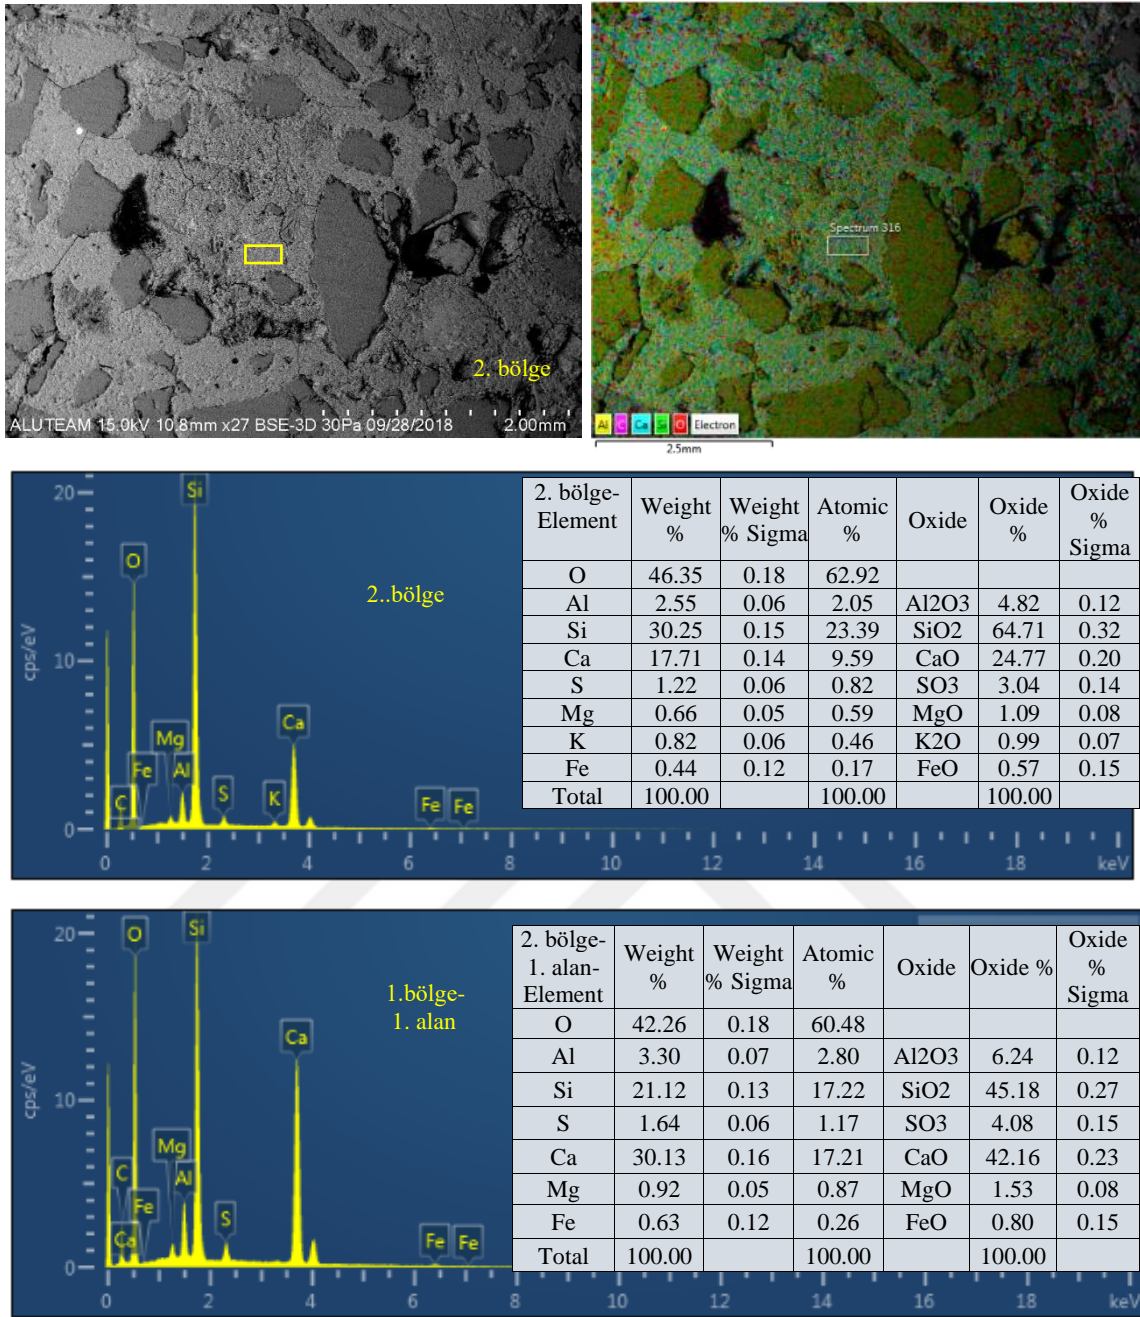 2. bölge
ALUTEAM 15.0kV 10.8mm x27 BSE-3D 30Pa 09/28/2018 2.00mm
Spectrum 316
Al C Ca Si O Electron
2.5mm
20
10
0
cps/eV
Si
O
2..bölge
Ca
Mg
Fe Al
C S K Fe Fe
0 2 4 6 8 10 12 14 16 18 keV
2. bölge-Element Weight % Weight % Sigma Atomic % Oxide Oxide % Oxide % Sigma
O 46.35 0.18 62.92
Al 2.55 0.06 2.05 Al2O3 4.82 0.12
Si 30.25 0.15 23.39 SiO2 64.71 0.32
Ca 17.71 0.14 9.59 CaO 24.77 0.20
S 1.22 0.06 0.82 SO3 3.04 0.14
Mg 0.66 0.05 0.59 MgO 1.09 0.08
K 0.82 0.06 0.46 K2O 0.99 0.07
Fe 0.44 0.12 0.17 FeO 0.57 0.15
Total 100.00 100.00 100.00
20
10
0
cps/eV
O Si
1.bölge-
1. alan
Ca
Mg
C Al
Fe
Ca S Fe Fe
0 2 4 6 8 10 12 14 16 18 keV
2. bölge-1. alan-Element Weight % Weight % Sigma Atomic % Oxide Oxide % Oxide % Sigma
O 42.26 0.18 60.48
Al 3.30 0.07 2.80 Al2O3 6.24 0.12
Si 21.12 0.13 17.22 SiO2 45.18 0.27
S 1.64 0.06 1.17 SO3 4.08 0.15
Ca 30.13 0.16 17.21 CaO 42.16 0.23
Mg 0.92 0.05 0.87 MgO 1.53 0.08
Fe 0.63 0.12 0.26 FeO 0.80 0.15
Total 100.00 100.00 100.00